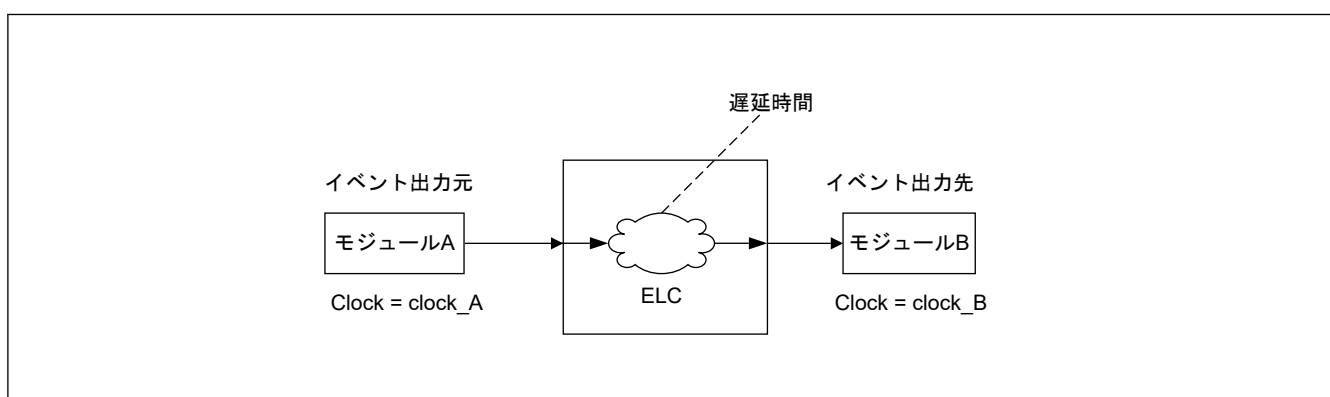 遅延時間
イベント出力元
イベント出力先
モジュールA
モジュールB
ELC
Clock = clock_A
Clock = clock_B